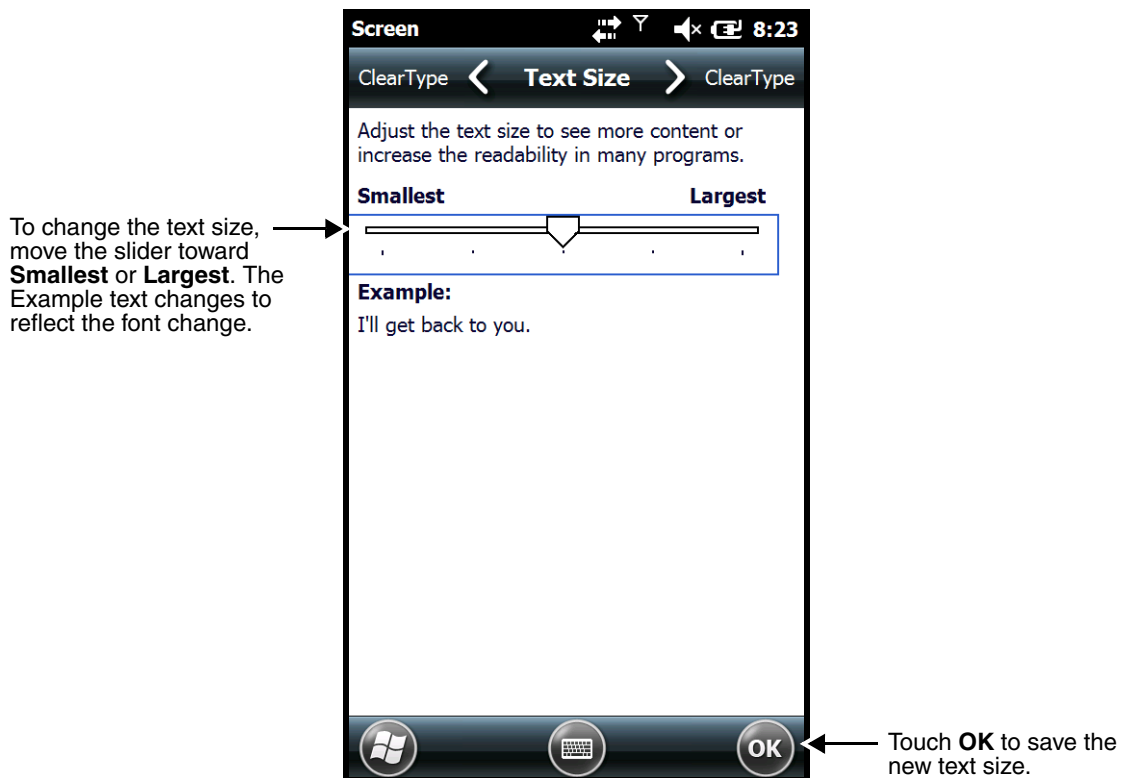 Screen 8:23
ClearType Text Size ClearType
Adjust the text size to see more content or
increase the readability in many programs.
Smallest Largest
To change the text size,
move the slider toward
Smallest or Largest. The
Example text changes to
reflect the font change.
Example:
I'll get back to you.
OK
Touch OK to save the
new text size.